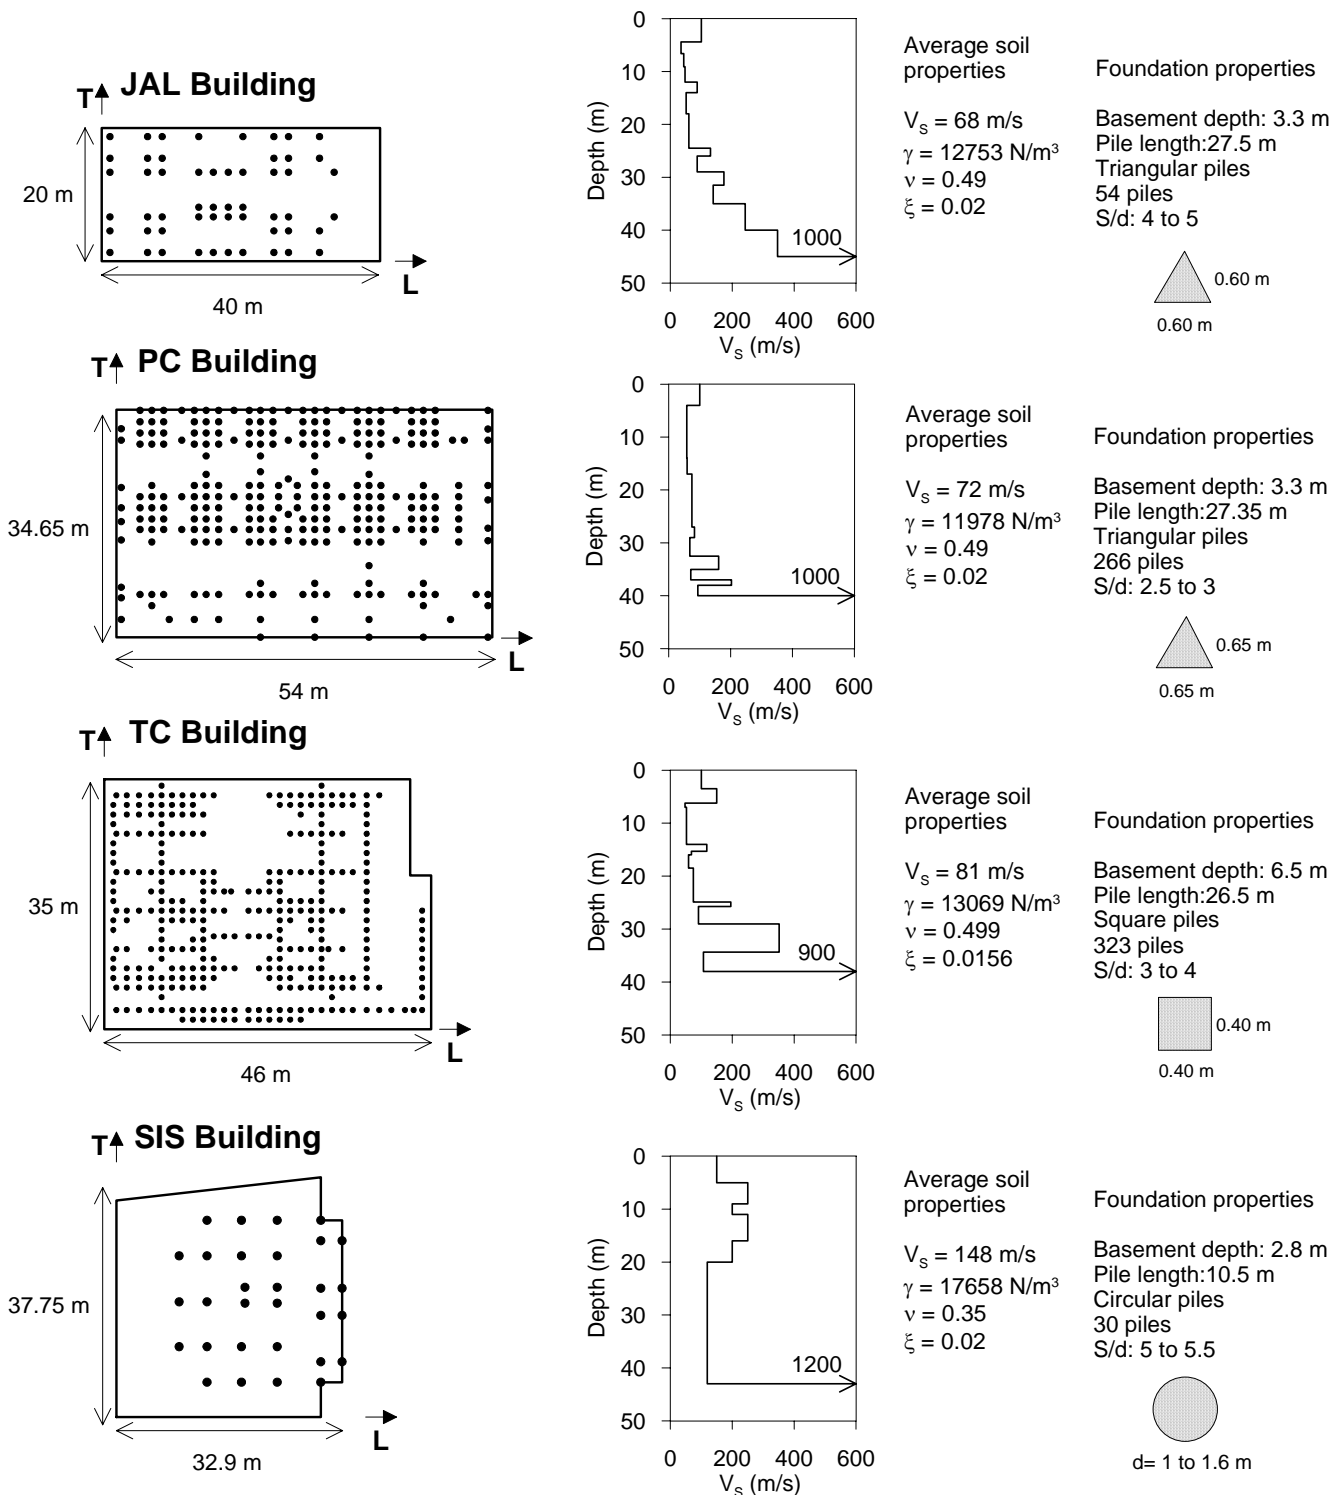 JAL Building
T
20 m
40 m
L
0
10
20
30
40
50
Depth (m)
1000
0 200 400 600
V_S (m/s)
Average soil
properties
V_S = 68 m/s
γ = 12753 N/m³
ν = 0.49
ξ = 0.02
Foundation properties
Basement depth: 3.3 m
Pile length:27.5 m
Triangular piles
54 piles
S/d: 4 to 5
0.60 m
0.60 m
PC Building
T
34.65 m
54 m
L
0
10
20
30
40
50
Depth (m)
1000
0 200 400 600
V_S (m/s)
Average soil
properties
V_S = 72 m/s
γ = 11978 N/m³
ν = 0.49
ξ = 0.02
Foundation properties
Basement depth: 3.3 m
Pile length:27.35 m
Triangular piles
266 piles
S/d: 2.5 to 3
0.65 m
0.65 m
TC Building
T
35 m
46 m
L
0
10
20
30
40
50
Depth (m)
900
0 200 400 600
V_S (m/s)
Average soil
properties
V_S = 81 m/s
γ = 13069 N/m³
ν = 0.499
ξ = 0.0156
Foundation properties
Basement depth: 6.5 m
Pile length:26.5 m
Square piles
323 piles
S/d: 3 to 4
0.40 m
0.40 m
SIS Building
T
37.75 m
32.9 m
L
0
10
20
30
40
50
Depth (m)
1200
0 200 400 600
V_S (m/s)
Average soil
properties
V_S = 148 m/s
γ = 17658 N/m³
ν = 0.35
ξ = 0.02
Foundation properties
Basement depth: 2.8 m
Pile length:10.5 m
Circular piles
30 piles
S/d: 5 to 5.5
d= 1 to 1.6 m